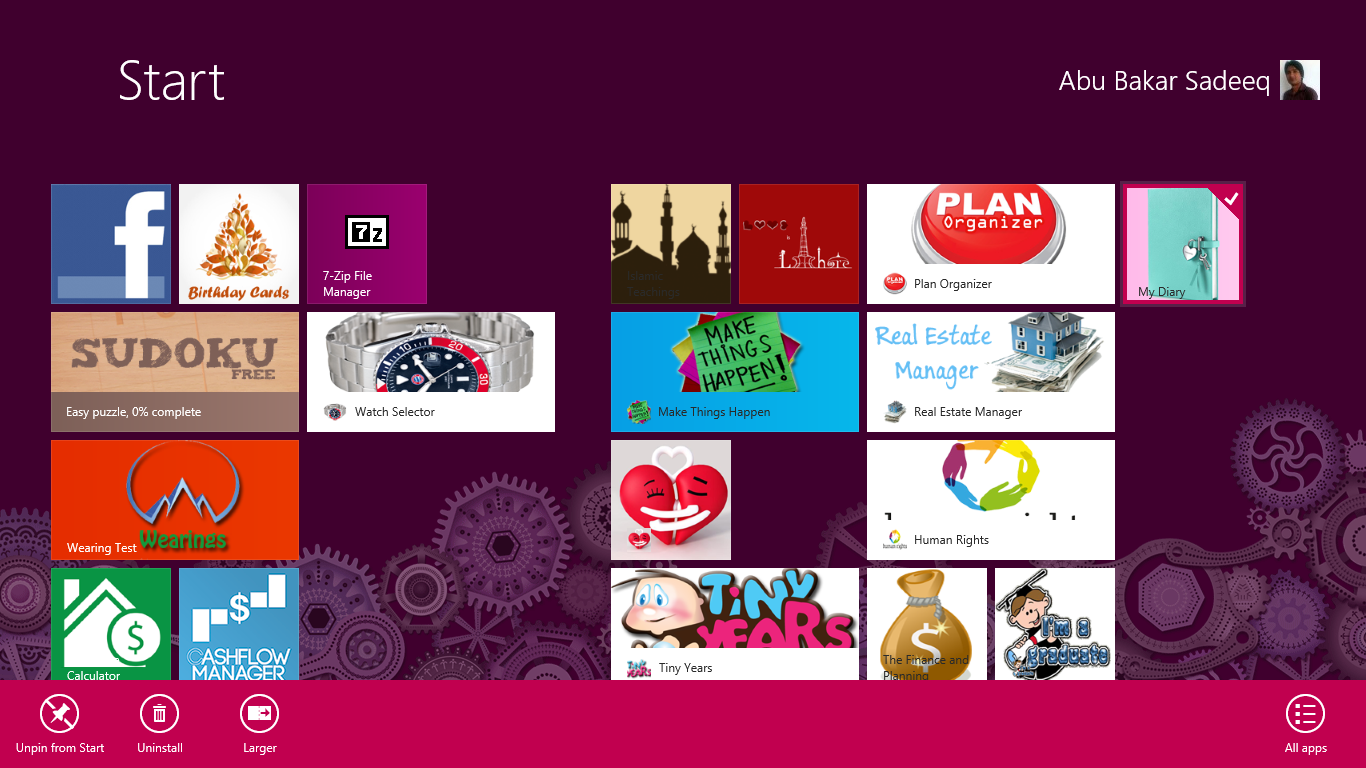 Start
Abu Bakar Sadeeq
f
Birthday Cards
7z
7-Zip File
Manager
Islamic
Teachings
LOVE
is
Lahore
PLAN
Organizer
Plan Organizer
My Diary
SUDOKU
FREE
Easy puzzle, 0% complete
Watch Selector
MAKE
THINGS
HAPPEN!
Make Things Happen
Real Estate
Manager
Real Estate Manager
Wearings
Wearing Test
Human Rights
$
Calculator
$
CASHFLOW
MANAGER
TiNY
YEARS
Tiny Years
$
The Finance and
Planning
I'm a
graduate
Unpin from Start
Uninstall
Larger
All apps